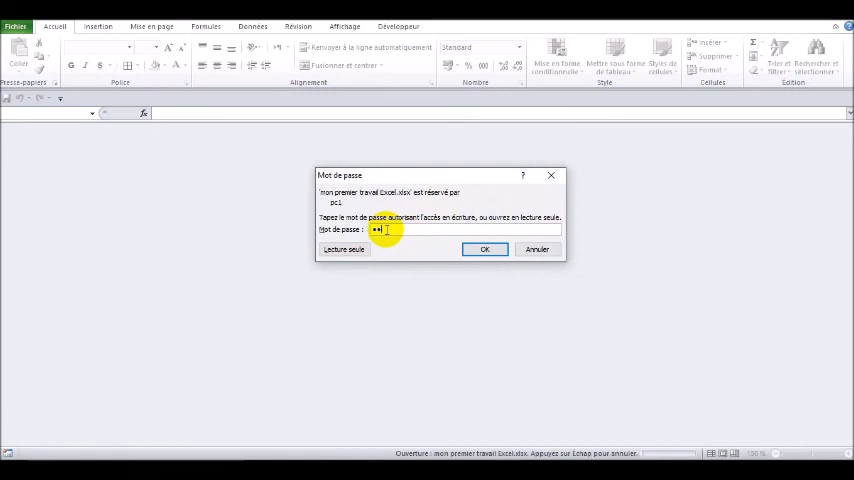 Fichier Accueil Insertion Mise en page Formules Données Révision Affichage Développeur
Coller
G I S
Renvoyer à la ligne automatiquement
Fusionner et centrer
Standard
% 000
Mise en forme conditionnelle
Mettre sous forme de tableau
Styles de cellules
Insérer
Supprimer
Format
Σ
Trier et filtrer
Rechercher et sélectionner
Presse-papiers Police Alignement Nombre Style Cellules Édition
fx
Mot de passe
?
'mon premier travail Excel.xlsx' est réservé par
pc1
Tapez le mot de passe autorisant l'accès en écriture, ou ouvrez en lecture seule.
Mot de passe :
Lecture seule OK Annuler
Ouverture : mon premier travail Excel.xlsx. Appuyez sur Échap pour annuler. 150 %